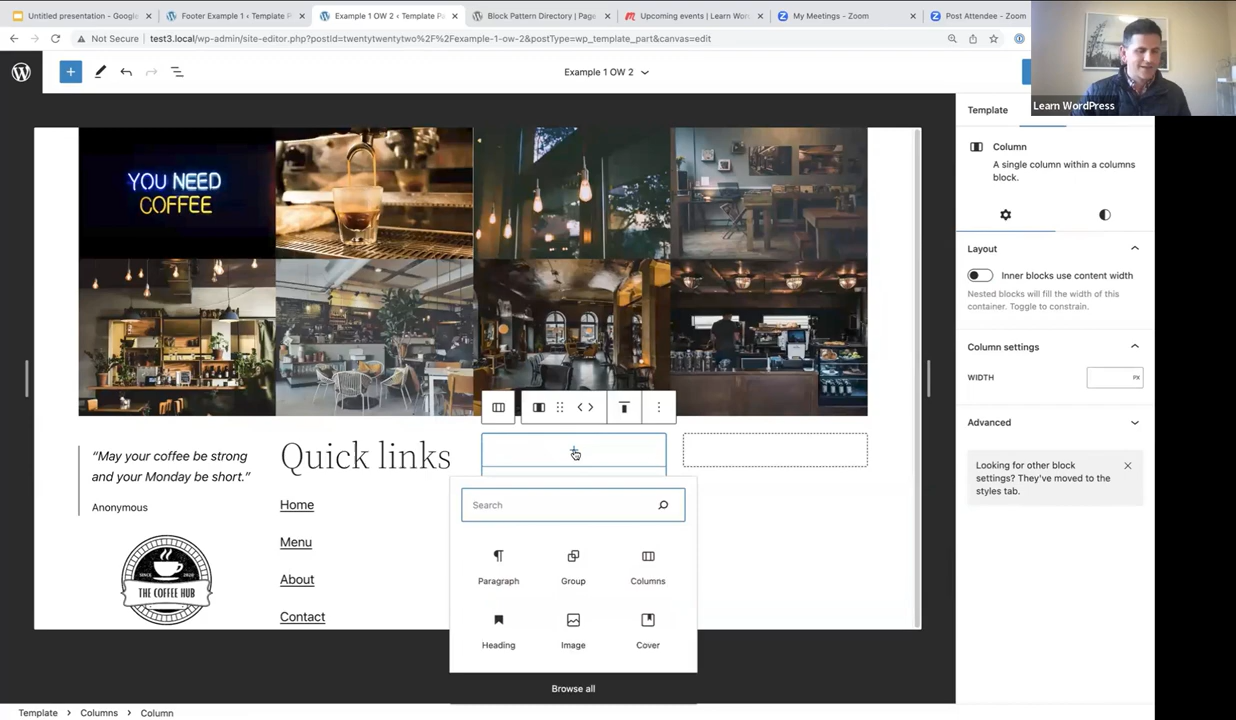 Untitled presentation - Google
Footer Example 1 ‹ Template P
Example 1 OW 2 ‹ Template Pa
Block Pattern Directory | Page
Upcoming events | Learn Wor
My Meetings - Zoom
Post Attendee - Zoom
Not Secure
test3.local/wp-admin/site-editor.php?postId=twentytwentytwo%2F%2Fexample-1-ow-2&postType=wp_template_part&canvas=edit
Example 1 OW 2
Learn WordPress
Template
Column
A single column within a columns
block.
Layout
Inner blocks use content width
Nested blocks will fill the width of this
container. Toggle to constrain.
Column settings
WIDTH
PX
Advanced
Looking for other block
settings? They've moved to the
styles tab.
YOU NEED
COFFEE
“May your coffee be strong
and your Monday be short.”
Anonymous
SINCE
2020
THE COFFEE HUB
Quick links
Home
Menu
About
Contact
Search
Paragraph
Group
Columns
Heading
Image
Cover
Browse all
Template > Columns > Column